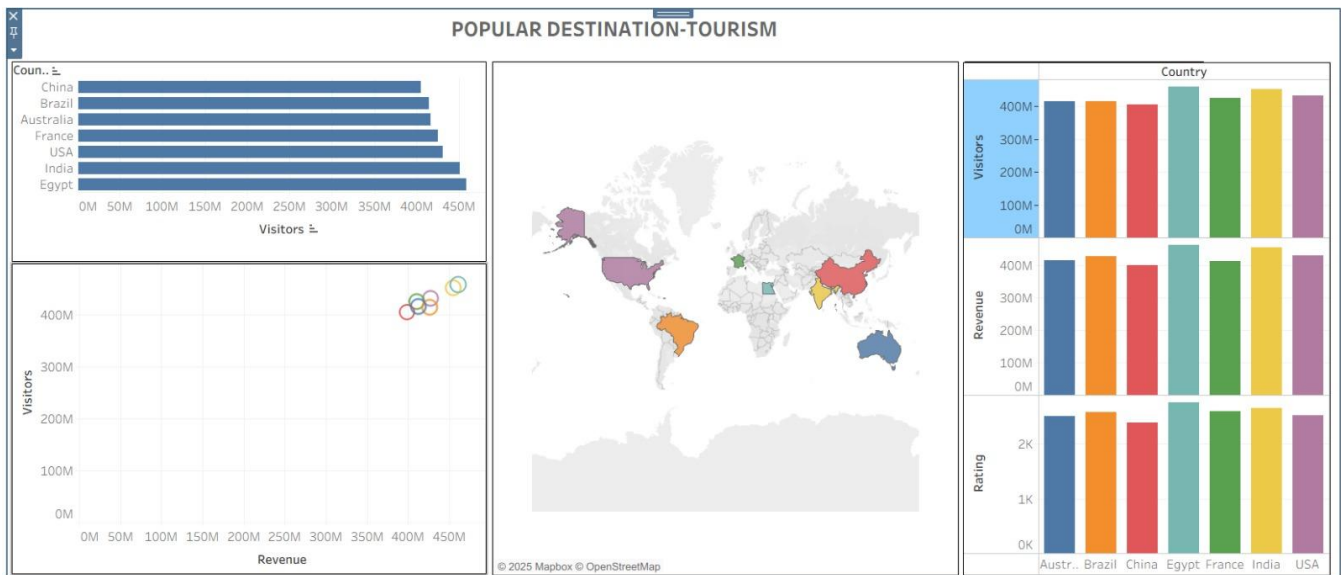 POPULAR DESTINATION-TOURISM
Coun..
China
Brazil
Australia
France
USA
India
Egypt
0M 50M 100M 150M 200M 250M 300M 350M 400M 450M
Visitors
400M
300M
200M
100M
0M
Visitors
0M 50M 100M 150M 200M 250M 300M 350M 400M 450M
Revenue
© 2025 Mapbox © OpenStreetMap
Country
Visitors
400M
300M
200M
100M
0M
Revenue
400M
300M
200M
100M
0M
Rating
2K
1K
0K
Austr.. Brazil China Egypt France India USA